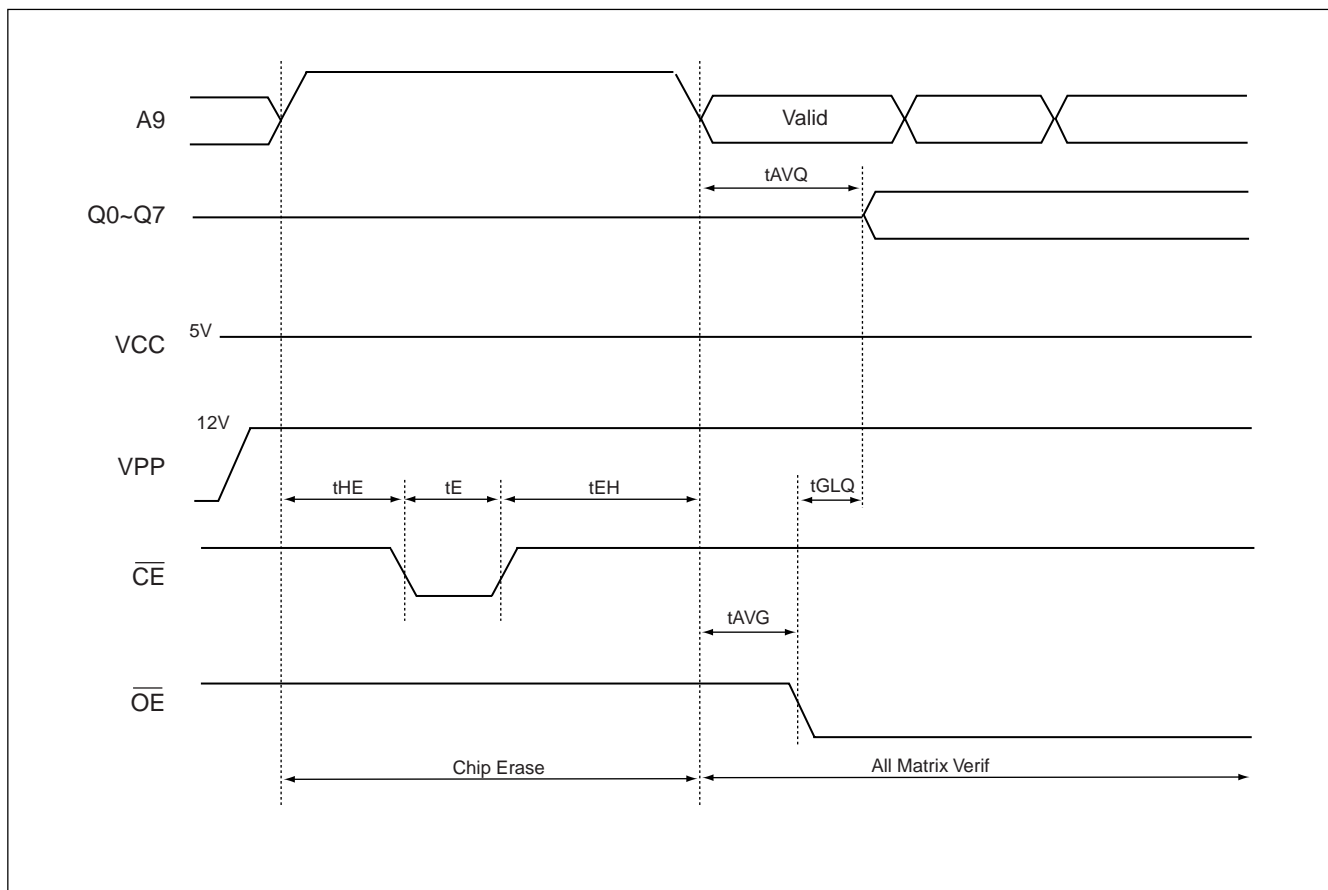 A9
Valid
tAVQ
Q0~Q7
5V
VCC
12V
VPP
tHE
tE
tEH
tGLQ
CE
tAVG
OE
Chip Erase
All Matrix Verif